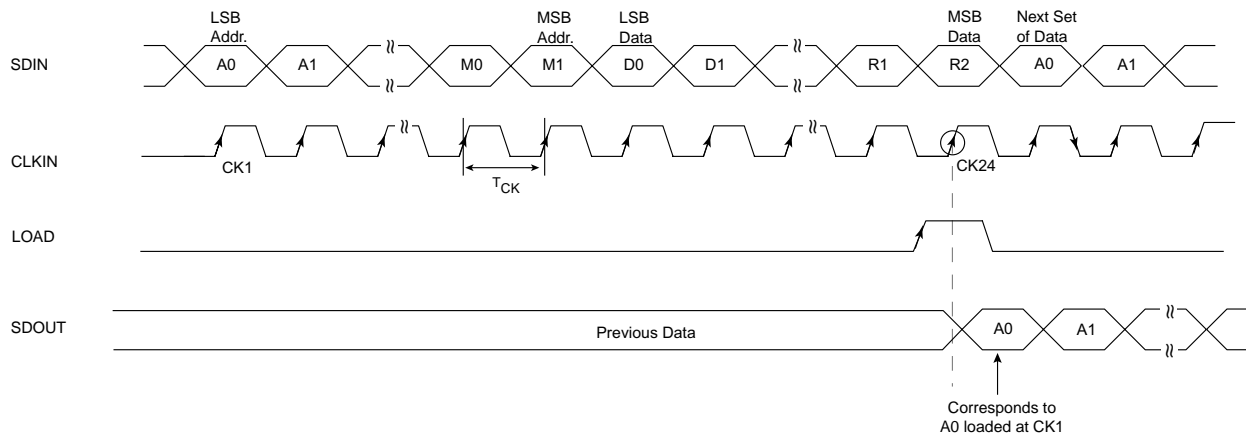 LSB
Addr.
MSB
Addr.
LSB
Data
MSB
Data
Next Set
of Data
SDIN
A0
A1
M0
M1
D0
D1
R1
R2
A0
A1
CLKIN
CK1
TCK
CK24
LOAD
SDOUT
Previous Data
A0
A1
Corresponds to
A0 loaded at CK1